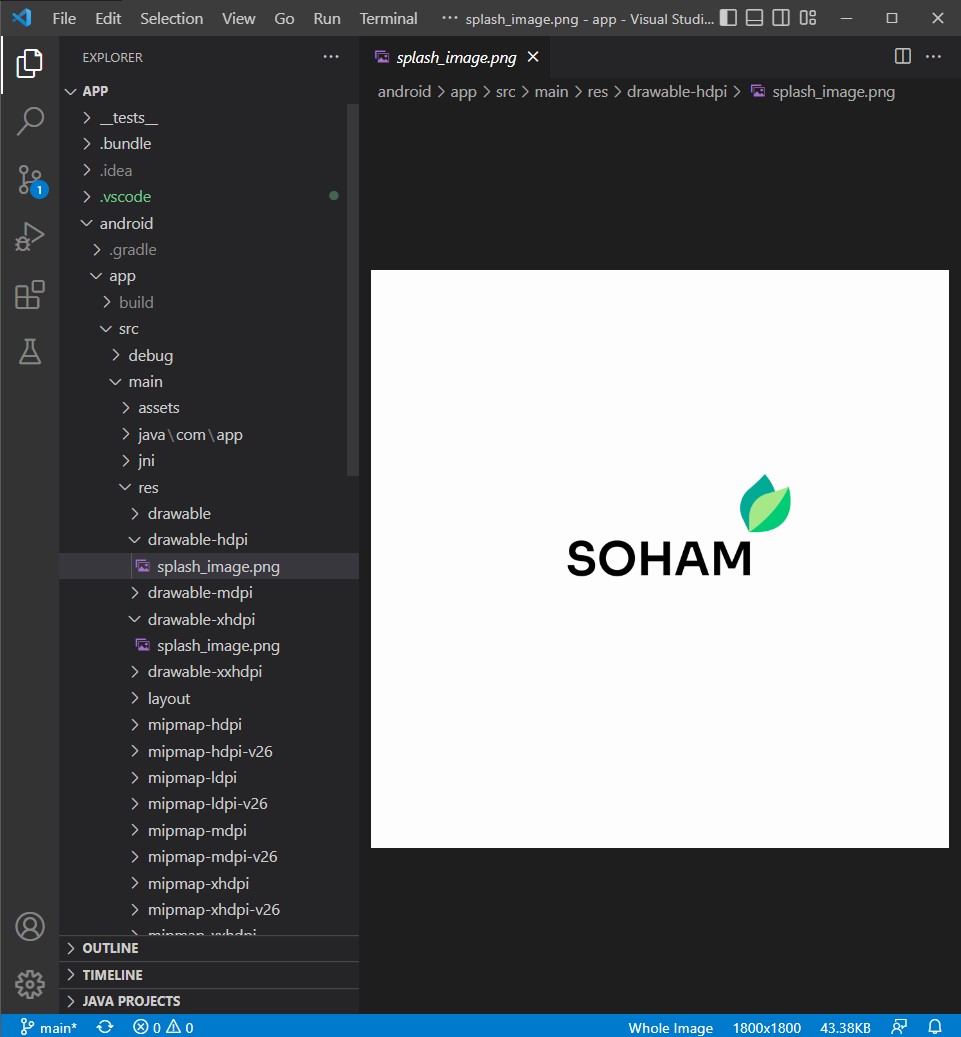 File Edit Selection View Go Run Terminal ··· splash_image.png - app - Visual Studi...
EXPLORER ···
APP
__tests__
.bundle
.idea
.vscode
android
.gradle
app
build
src
debug
main
assets
java\com\app
jni
res
drawable
drawable-hdpi
splash_image.png
drawable-mdpi
drawable-xhdpi
splash_image.png
drawable-xxhdpi
layout
mipmap-hdpi
mipmap-hdpi-v26
mipmap-ldpi
mipmap-ldpi-v26
mipmap-mdpi
mipmap-mdpi-v26
mipmap-xhdpi
mipmap-xhdpi-v26
mipmap-xxhdpi
OUTLINE
TIMELINE
JAVA PROJECTS
1
splash_image.png
android > app > src > main > res > drawable-hdpi > splash_image.png
SOHAM
main* 0 0 Whole Image 1800x1800 43.38KB